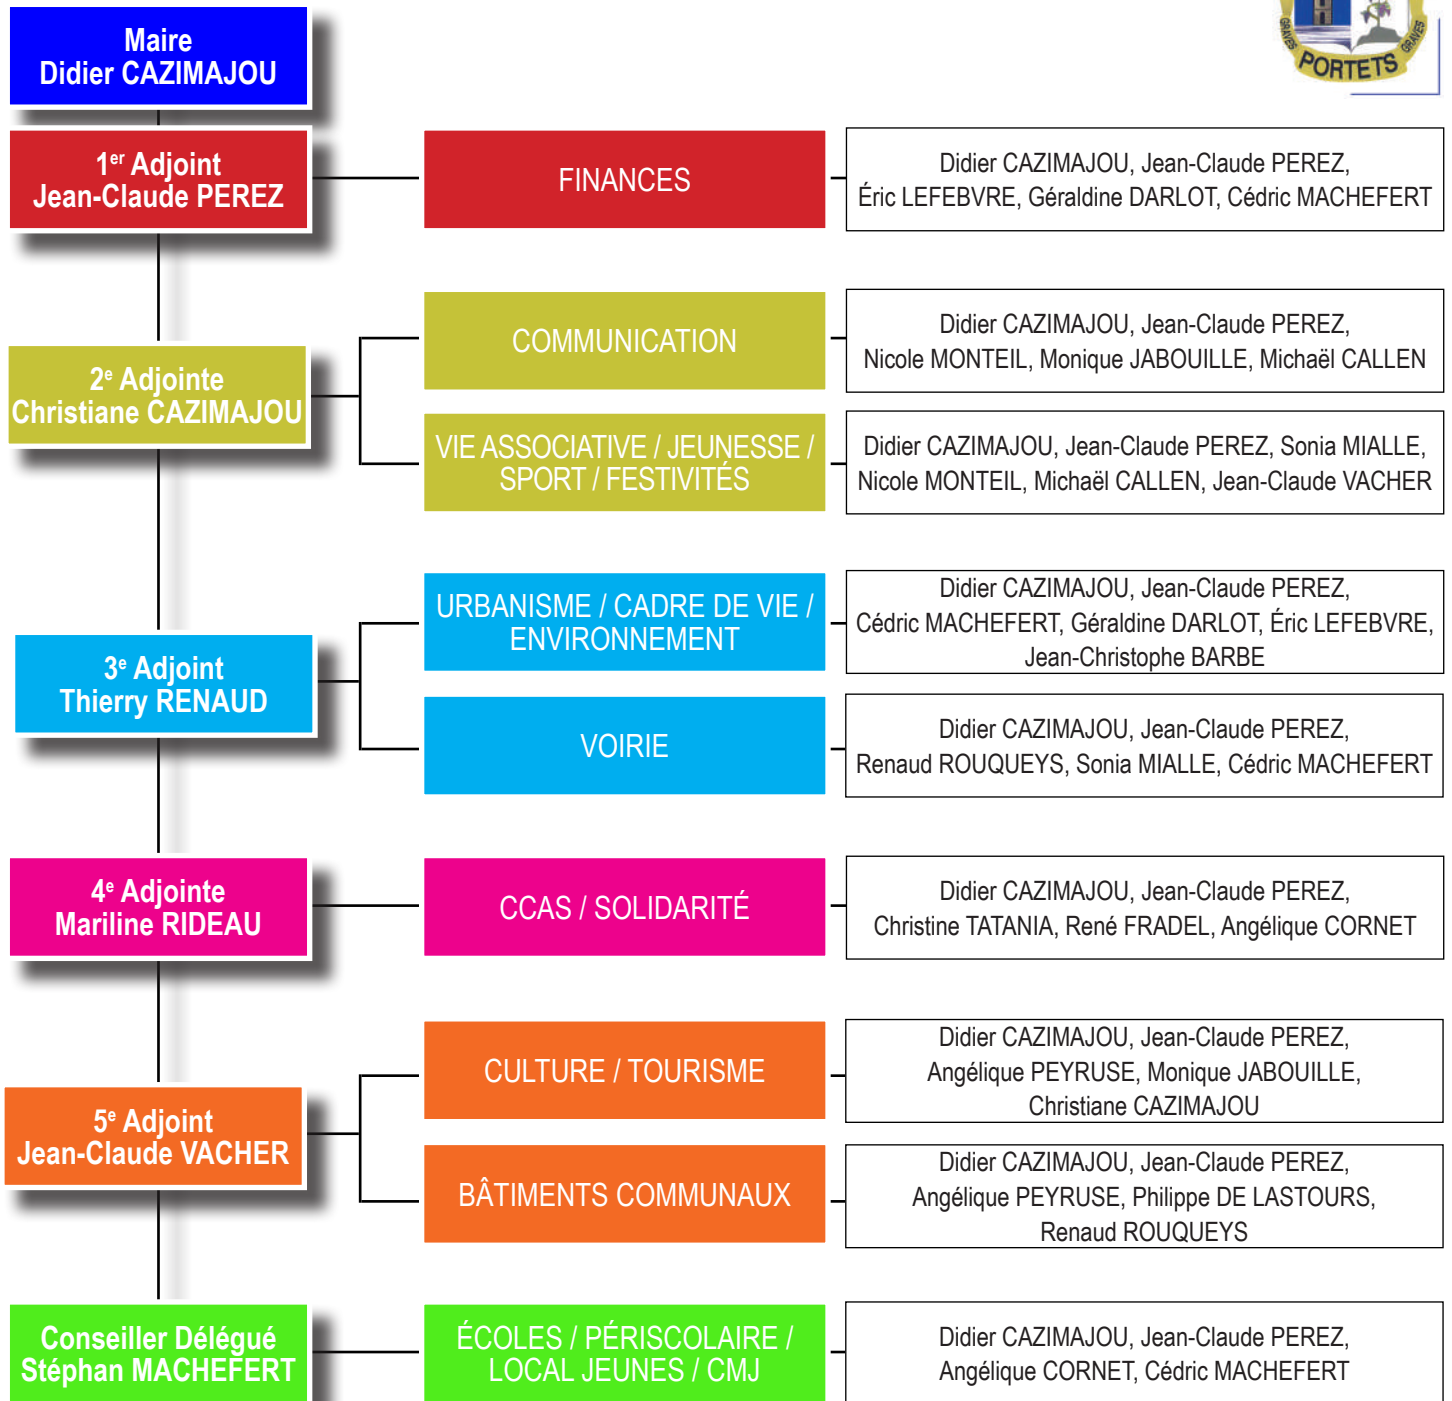 GRAVES PORTETS GRAVES
Maire
Didier CAZIMAJOU
1er Adjoint
Jean-Claude PEREZ
FINANCES
Didier CAZIMAJOU, Jean-Claude PEREZ,
Éric LEFEBVRE, Géraldine DARLOT, Cédric MACHEFERT
2e Adjointe
Christiane CAZIMAJOU
COMMUNICATION
Didier CAZIMAJOU, Jean-Claude PEREZ,
Nicole MONTEIL, Monique JABOUILLE, Michaël CALLEN
VIE ASSOCIATIVE / JEUNESSE /
SPORT / FESTIVITÉS
Didier CAZIMAJOU, Jean-Claude PEREZ, Sonia MIALLE,
Nicole MONTEIL, Michaël CALLEN, Jean-Claude VACHER
3e Adjoint
Thierry RENAUD
URBANISME / CADRE DE VIE /
ENVIRONNEMENT
Didier CAZIMAJOU, Jean-Claude PEREZ,
Cédric MACHEFERT, Géraldine DARLOT, Éric LEFEBVRE,
Jean-Christophe BARBE
VOIRIE
Didier CAZIMAJOU, Jean-Claude PEREZ,
Renaud ROUQUEYS, Sonia MIALLE, Cédric MACHEFERT
4e Adjointe
Mariline RIDEAU
CCAS / SOLIDARITÉ
Didier CAZIMAJOU, Jean-Claude PEREZ,
Christine TATANIA, René FRADEL, Angélique CORNET
5e Adjoint
Jean-Claude VACHER
CULTURE / TOURISME
Didier CAZIMAJOU, Jean-Claude PEREZ,
Angélique PEYRUSE, Monique JABOUILLE,
Christiane CAZIMAJOU
BÂTIMENTS COMMUNAUX
Didier CAZIMAJOU, Jean-Claude PEREZ,
Angélique PEYRUSE, Philippe DE LASTOURS,
Renaud ROUQUEYS
Conseiller Délégué
Stéphan MACHEFERT
ÉCOLES / PÉRISCOLAIRE /
LOCAL JEUNES / CMJ
Didier CAZIMAJOU, Jean-Claude PEREZ,
Angélique CORNET, Cédric MACHEFERT